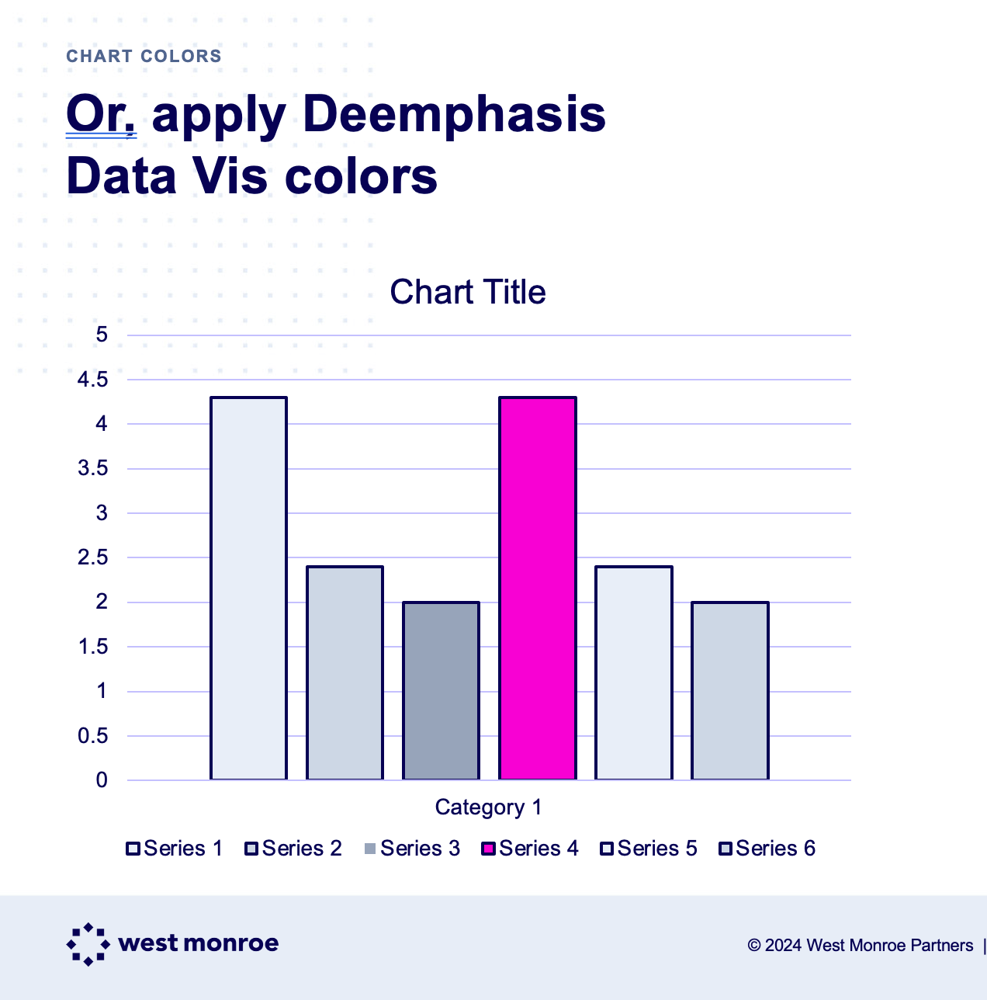 CHART COLORS
Or, apply Deemphasis
Data Vis colors
Chart Title
5
4.5
4
3.5
3
2.5
2
1.5
1
0.5
0
Category 1
Series 1 Series 2 Series 3 Series 4 Series 5 Series 6
west monroe
© 2024 West Monroe Partners |